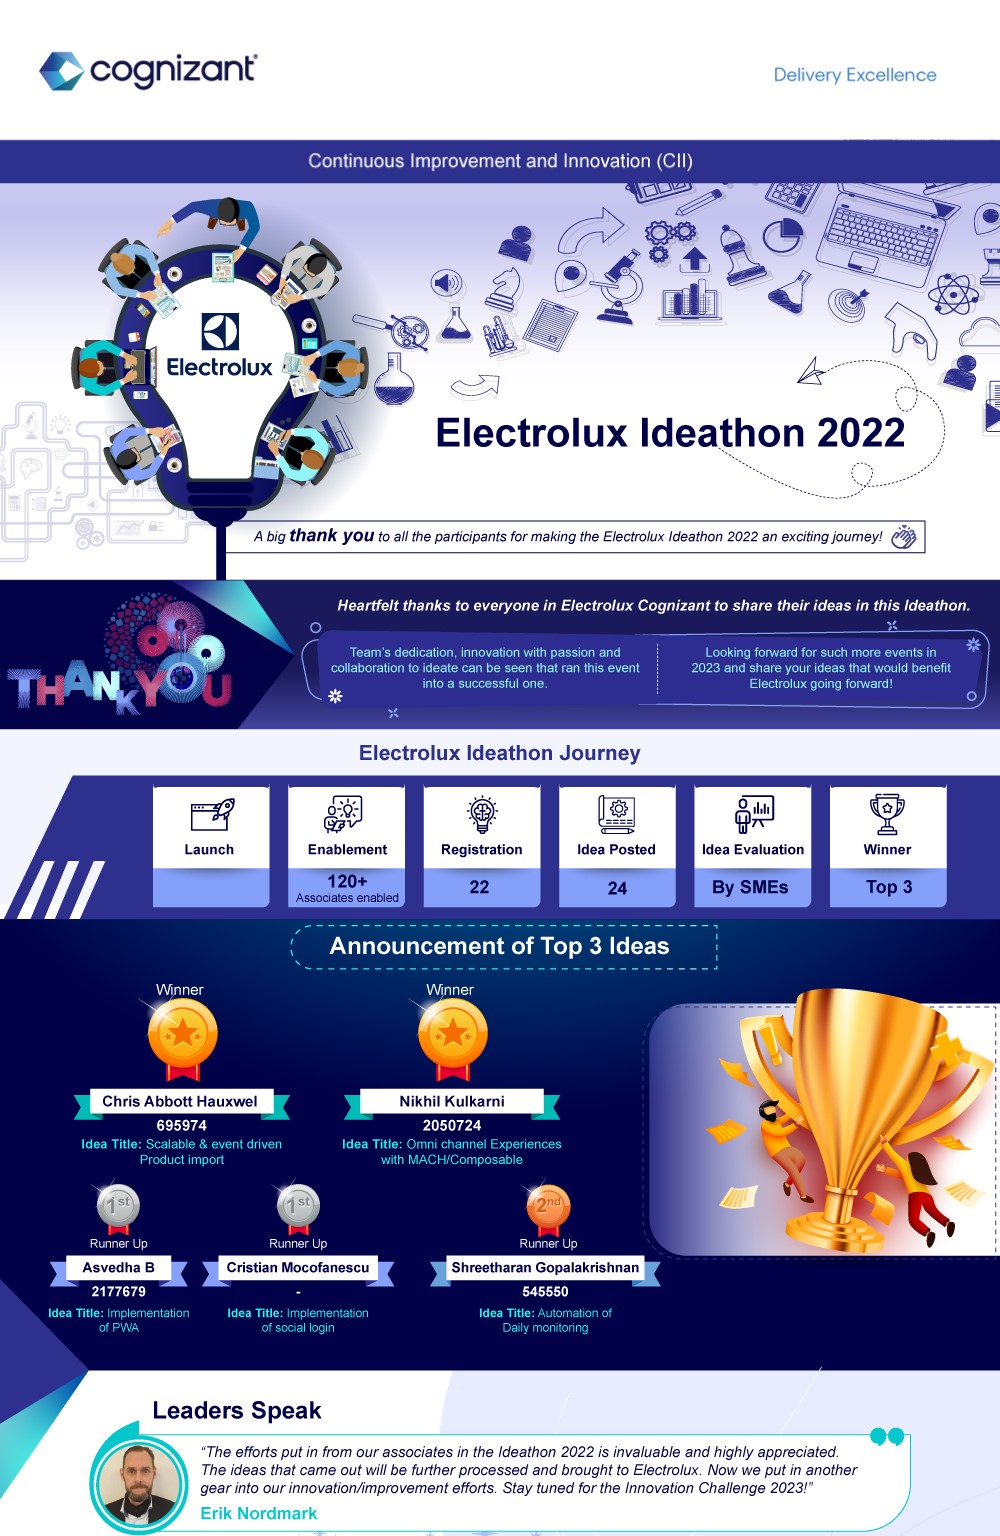 cognizant
Delivery Excellence
Continuous Improvement and Innovation (CII)
Electrolux
Electrolux Ideathon 2022
A big thank you to all the participants for making the Electrolux Ideathon 2022 an exciting journey!
THANK YOU
Heartfelt thanks to everyone in Electrolux Cognizant to share their ideas in this Ideathon.
Team's dedication, innovation with passion and
collaboration to ideate can be seen that ran this event
into a successful one.
Looking forward for such more events in
2023 and share your ideas that would benefit
Electrolux going forward!
Electrolux Ideathon Journey
Launch
Enablement
120+
Associates enabled
Registration
22
Idea Posted
24
Idea Evaluation
By SMEs
Winner
Top 3
Announcement of Top 3 Ideas
Winner
Chris Abbott Hauxwel
695974
Idea Title: Scalable & event driven
Product import
Winner
Nikhil Kulkarni
2050724
Idea Title: Omni channel Experiences
with MACH/Composable
1st
Runner Up
Asvedha B
2177679
Idea Title: Implementation
of PWA
1st
Runner Up
Cristian Mocofanescu
-
Idea Title: Implementation
of social login
2nd
Runner Up
Shreetharan Gopalakrishnan
545550
Idea Title: Automation of
Daily monitoring
Leaders Speak
“The efforts put in from our associates in the Ideathon 2022 is invaluable and highly appreciated.
The ideas that came out will be further processed and brought to Electrolux. Now we put in another
gear into our innovation/improvement efforts. Stay tuned for the Innovation Challenge 2023!”
Erik Nordmark